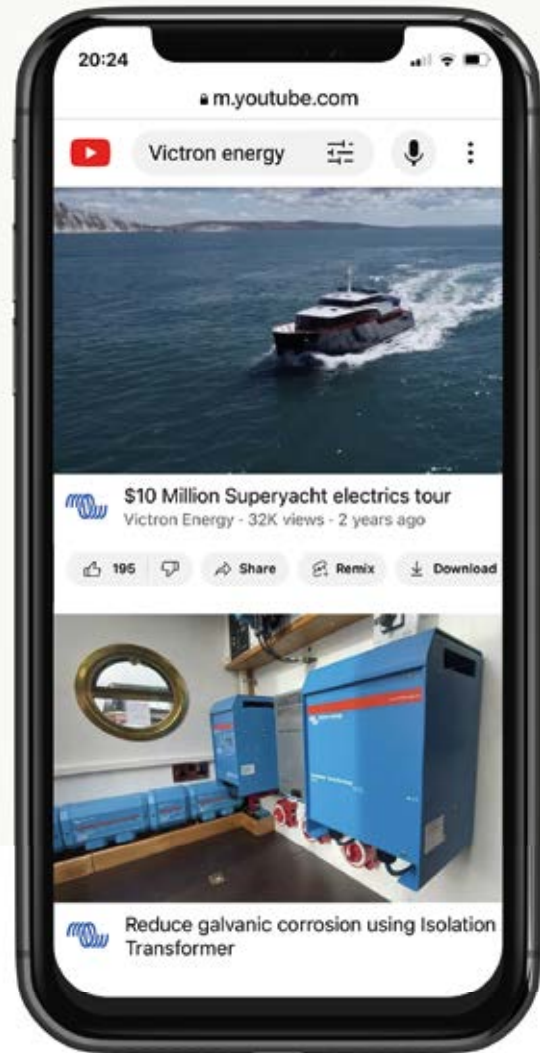 20:24
m.youtube.com
Victron energy
$10 Million Superyacht electrics tour
Victron Energy - 32K views - 2 years ago
195
Share
Remix
Download
Reduce galvanic corrosion using Isolation
Transformer